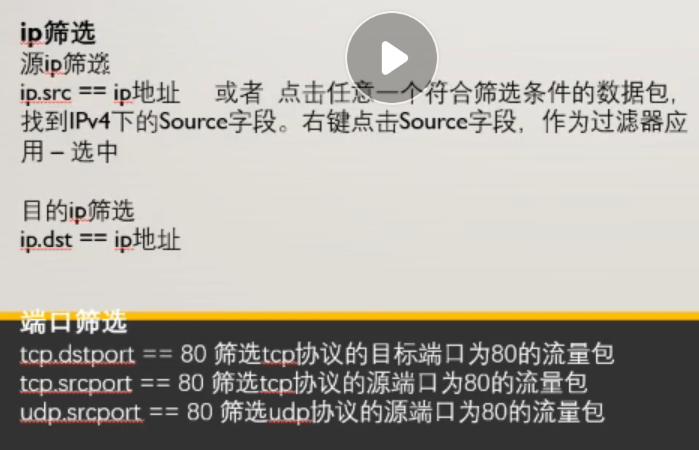 ip筛选
源ip筛选
ip.src == ip地址 或者 点击任意一个符合筛选条件的数据包，
找到IPv4下的Source字段。右键点击Source字段，作为过滤器应
用 – 选中
目的ip筛选
ip.dst == ip地址
端口筛选
tcp.dstport == 80 筛选tcp协议的目标端口为80的流量包
tcp.srcport == 80 筛选tcp协议的源端口为80的流量包
udp.srcport == 80 筛选udp协议的源端口为80的流量包